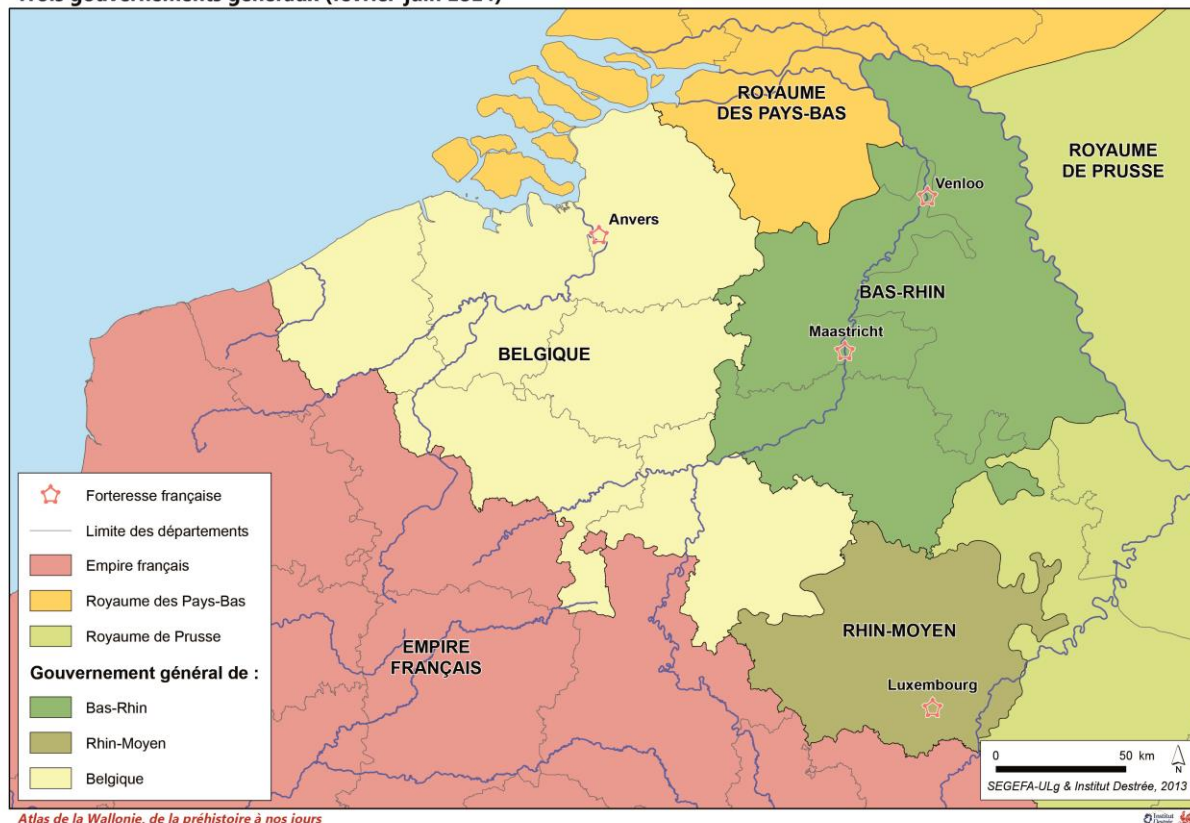 ROYAUME
DES PAYS-BAS
ROYAUME
DE PRUSSE
Venloo
Anvers
BAS-RHIN
Maastricht
BELGIQUE
EMPIRE
FRANÇAIS
RHIN-MOYEN
Luxembourg
Forteresse française
Limite des départements
Empire français
Royaume des Pays-Bas
Royaume de Prusse
Gouvernement général de :
Bas-Rhin
Rhin-Moyen
Belgique
0 50 km
N
SEGEFA-ULg & Institut Destrée, 2013
Atlas de la Wallonie, de la préhistoire à nos jours
Institut
Destrée